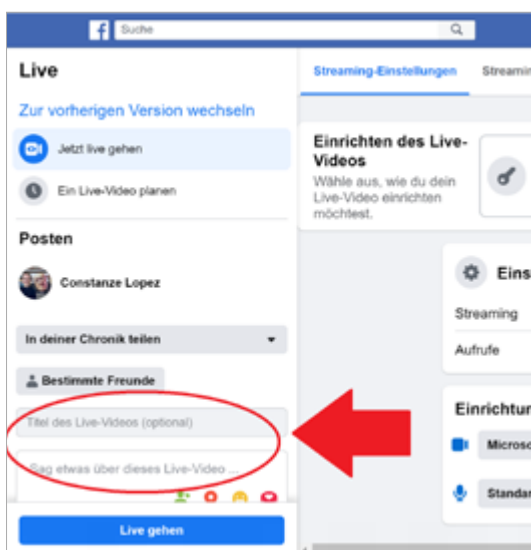 f Suche
Live
Zur vorherigen Version wechseln
Jetzt live gehen
Ein Live-Video planen
Posten
Constanze Lopez
In deiner Chronik teilen
Bestimmte Freunde
Titel des Live-Videos (optional)
Sag etwas über dieses Live-Video ...
Live gehen
Streaming-Einstellungen
Einrichten des Live-
Videos
Wähle aus, wie du dein
Live-Video einrichten
möchtest.
Streaming
Aufrufe